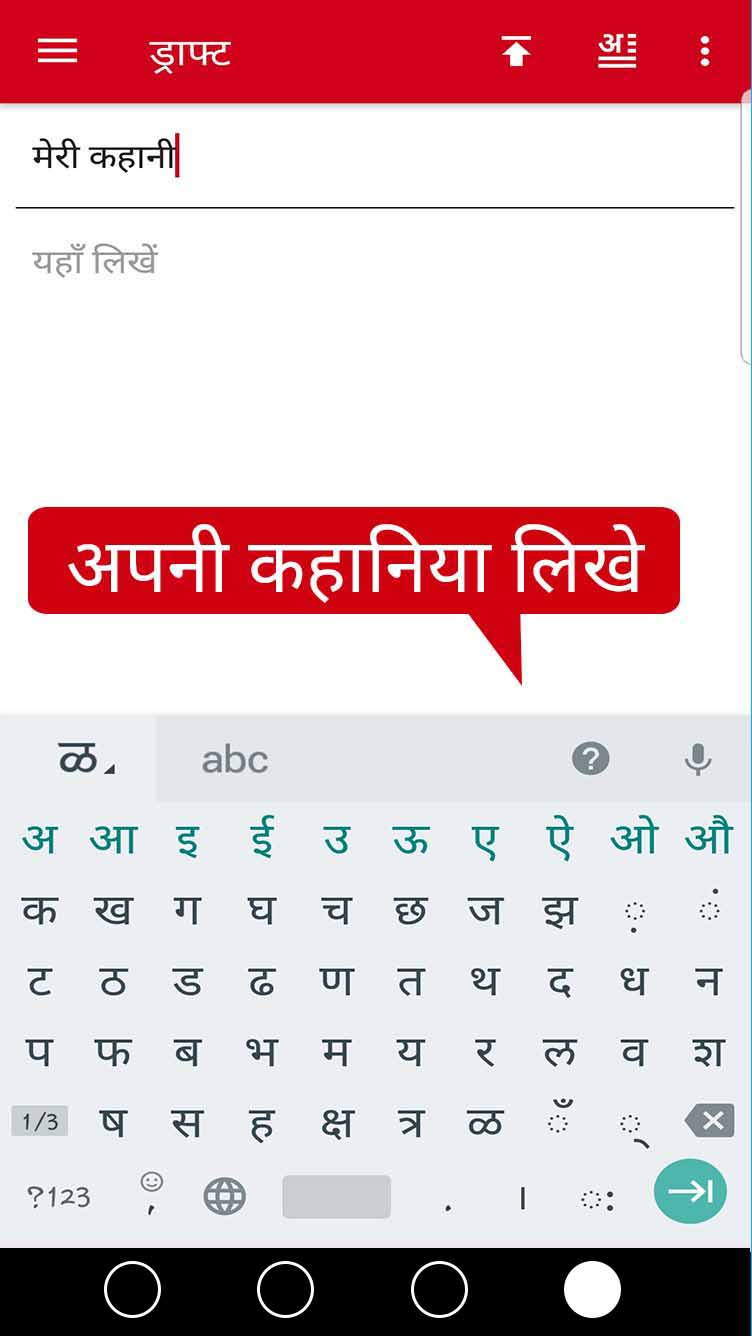 ड्राफ्ट
अ
मेरी कहानी
यहाँ लिखें
अपनी कहानिया लिखे
ळ abc ?
अ आ इ ई उ ऊ ए ऐ ओ औ
क ख ग घ च छ ज झ ़ ं
ट ठ ड ढ ण त थ द ध न
प फ ब भ म य र ल व श
1/3 ष स ह क्ष त्र ळ ँ ्
?123 , . । ः